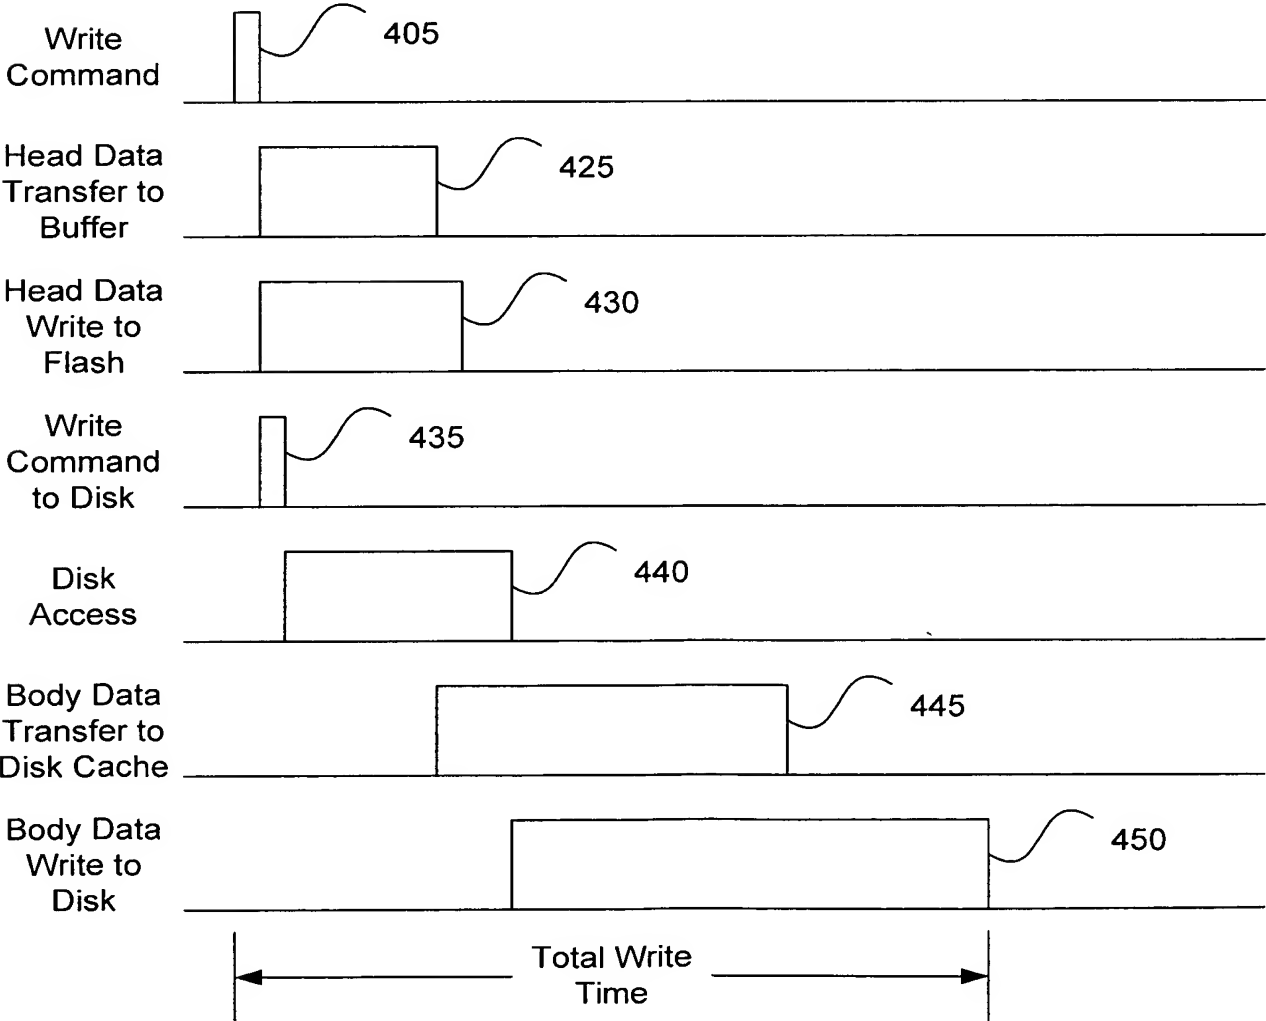 Write
Command
405
Head Data
Transfer to
Buffer
425
Head Data
Write to
Flash
430
Write
Command
to Disk
435
Disk
Access
440
Body Data
Transfer to
Disk Cache
445
Body Data
Write to
Disk
450
Total Write
Time